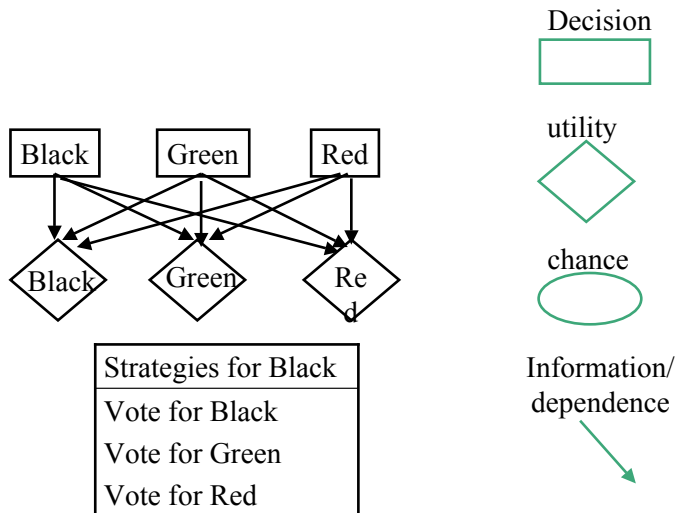 Decision
utility
Black
Green
Red
Black
Green
Re
d
chance
Strategies for Black
Vote for Black
Vote for Green
Vote for Red
Information/
dependence